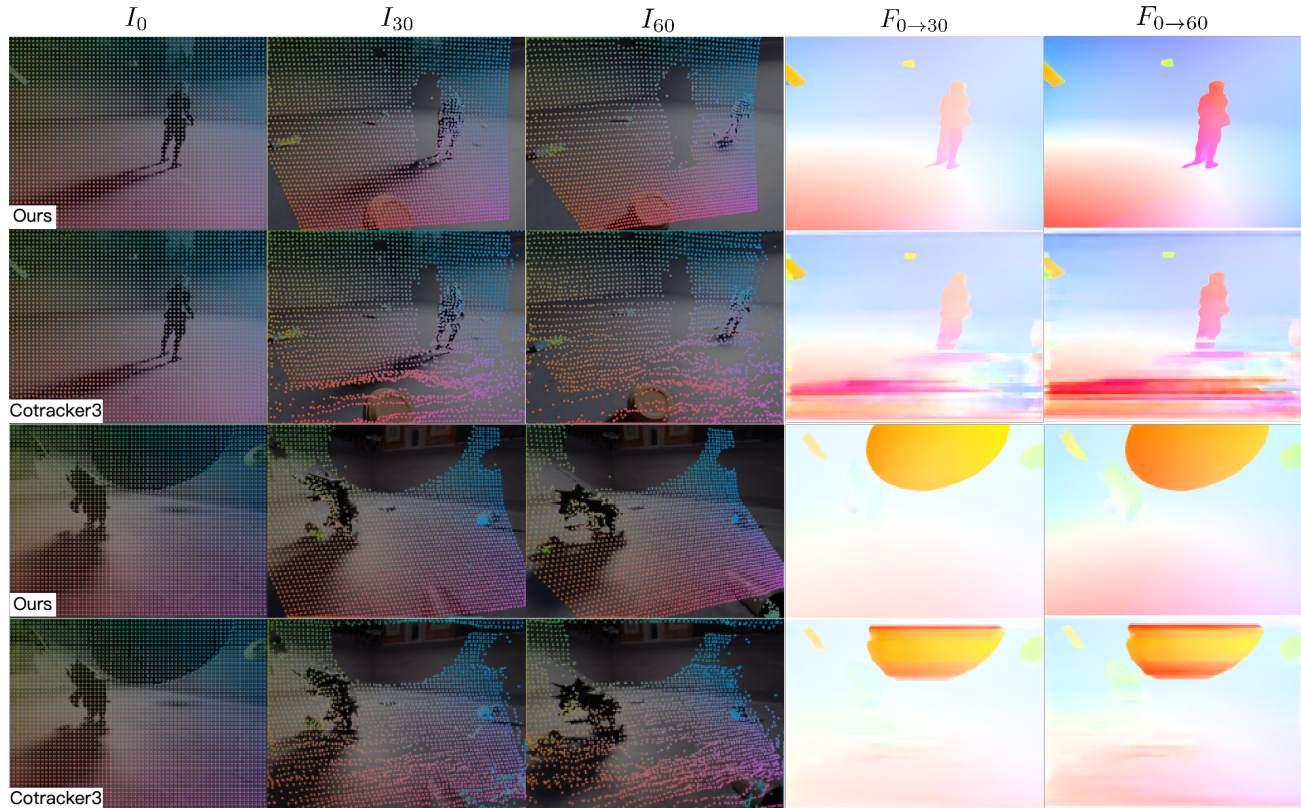 I₀ I₃₀ I₆₀ F₀→₃₀ F₀→₆₀
Ours
Cotracker3
Ours
Cotracker3